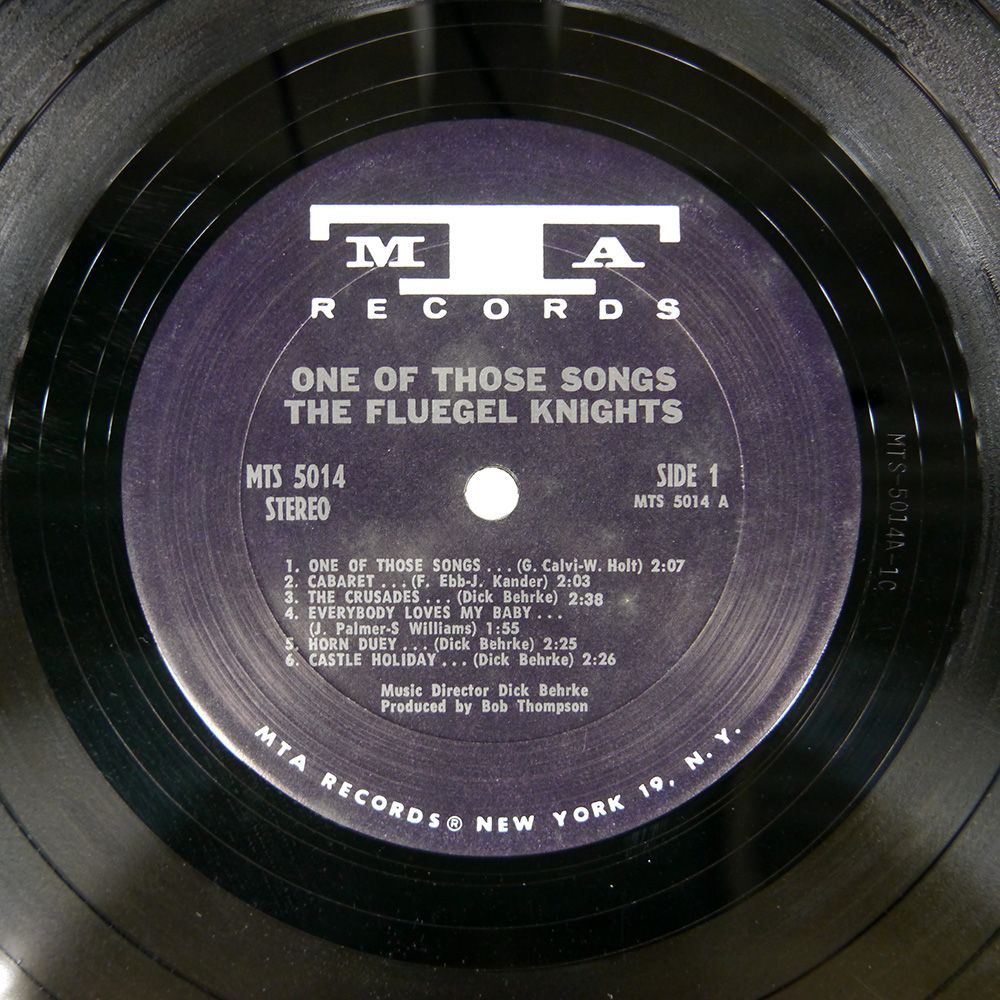 MTA
RECORDS
ONE OF THOSE SONGS
THE FLUEGEL KNIGHTS
MTS 5014
STEREO
SIDE 1
MTS 5014 A
1. ONE OF THOSE SONGS . . . (G. Calvi-W. Holt) 2:07
2. CABARET . . . (F. Ebb-J. Kander) 2:03
3. THE CRUSADES . . . (Dick Behrke) 2:38
4. EVERYBODY LOVES MY BABY . . .
(J. Palmer-S Williams) 1:55
5. HORN DUEY . . . (Dick Behrke) 2:25
6. CASTLE HOLIDAY . . . (Dick Behrke) 2:26
Music Director Dick Behrke
Produced by Bob Thompson
MTA RECORDS® NEW YORK 19, N. Y.
MTS-5014A-1C